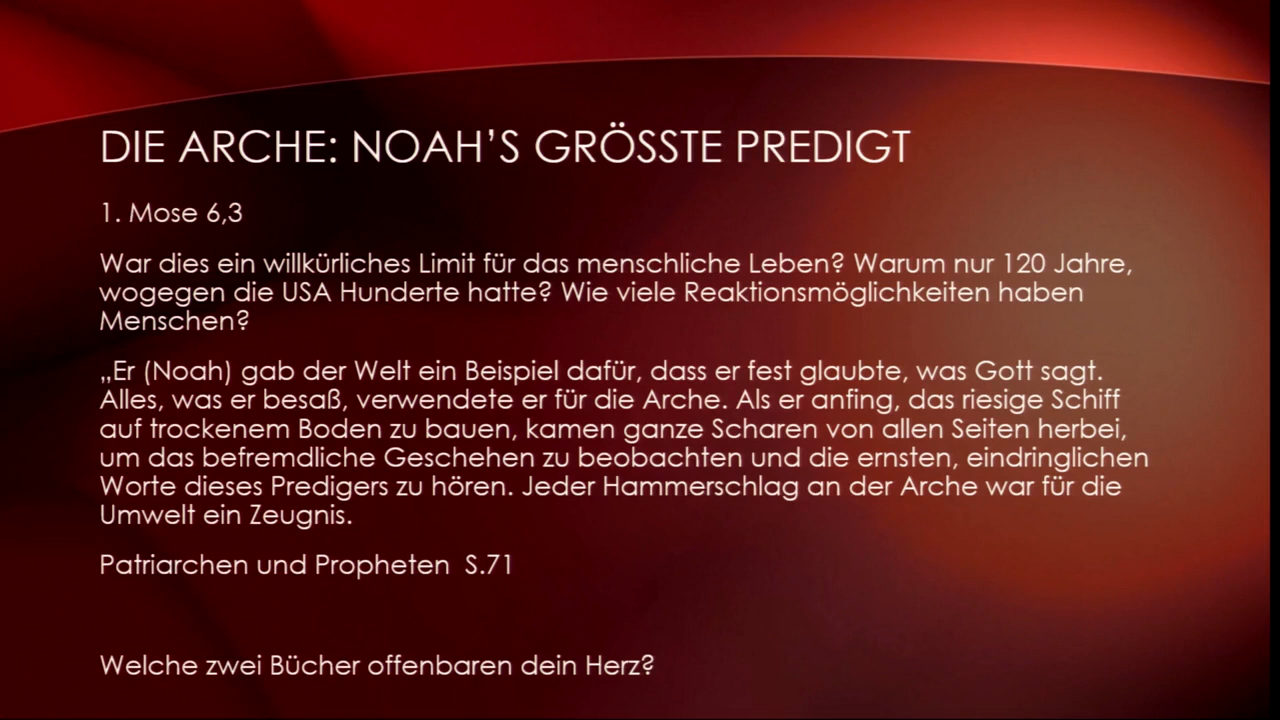 DIE ARCHE: NOAH’S GRÖSSTE PREDIGT
1. Mose 6,3
War dies ein willkürliches Limit für das menschliche Leben? Warum nur 120 Jahre,
wogegen die USA Hunderte hatte? Wie viele Reaktionsmöglichkeiten haben
Menschen?
„Er (Noah) gab der Welt ein Beispiel dafür, dass er fest glaubte, was Gott sagt.
Alles, was er besaß, verwendete er für die Arche. Als er anfing, das riesige Schiff
auf trockenem Boden zu bauen, kamen ganze Scharen von allen Seiten herbei,
um das befremdliche Geschehen zu beobachten und die ernsten, eindringlichen
Worte dieses Predigers zu hören. Jeder Hammerschlag an der Arche war für die
Umwelt ein Zeugnis.
Patriarchen und Propheten S.71
Welche zwei Bücher offenbaren dein Herz?